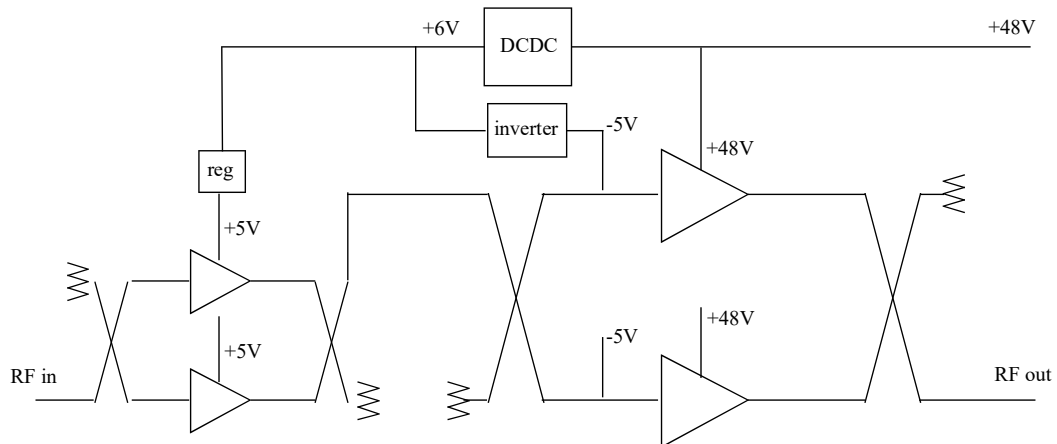 +6V
DCDC
+48V
inverter
-5V
+48V
reg
+5V
-5V
+48V
+5V
RF in
RF out